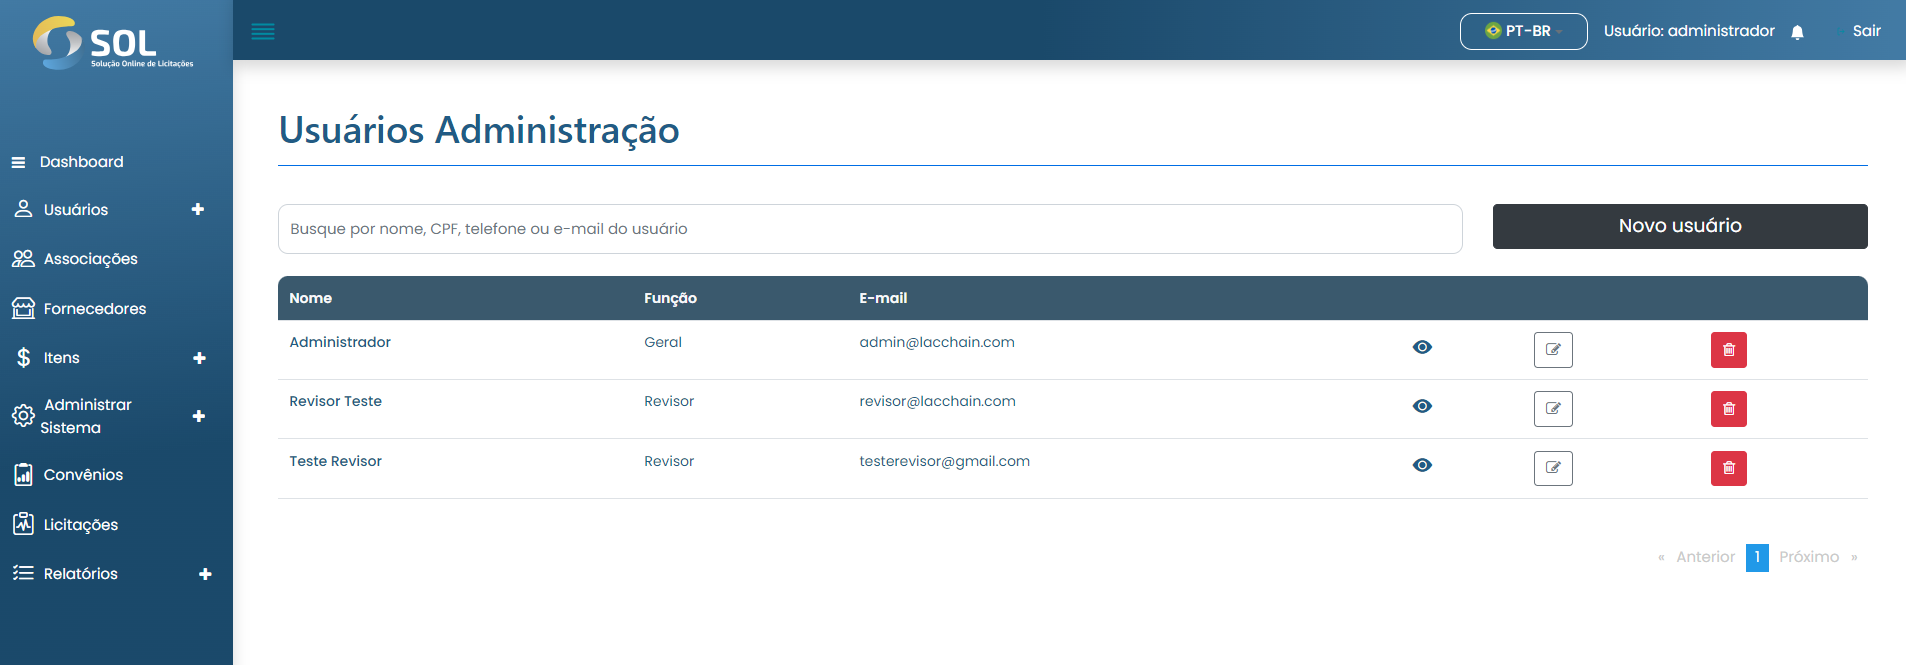 SOL
Solução Online de Licitações
PT-BR
Usuário: administrador
Sair
Dashboard
Usuários
Associações
Fornecedores
Itens
Administrar
Sistema
Convênios
Licitações
Relatórios
Usuários Administração
Busque por nome, CPF, telefone ou e-mail do usuário
Novo usuário
Nome Função E-mail
Administrador Geral admin@lacchain.com
Revisor Teste Revisor revisor@lacchain.com
Teste Revisor Revisor testerevisor@gmail.com
« Anterior 1 Próximo »